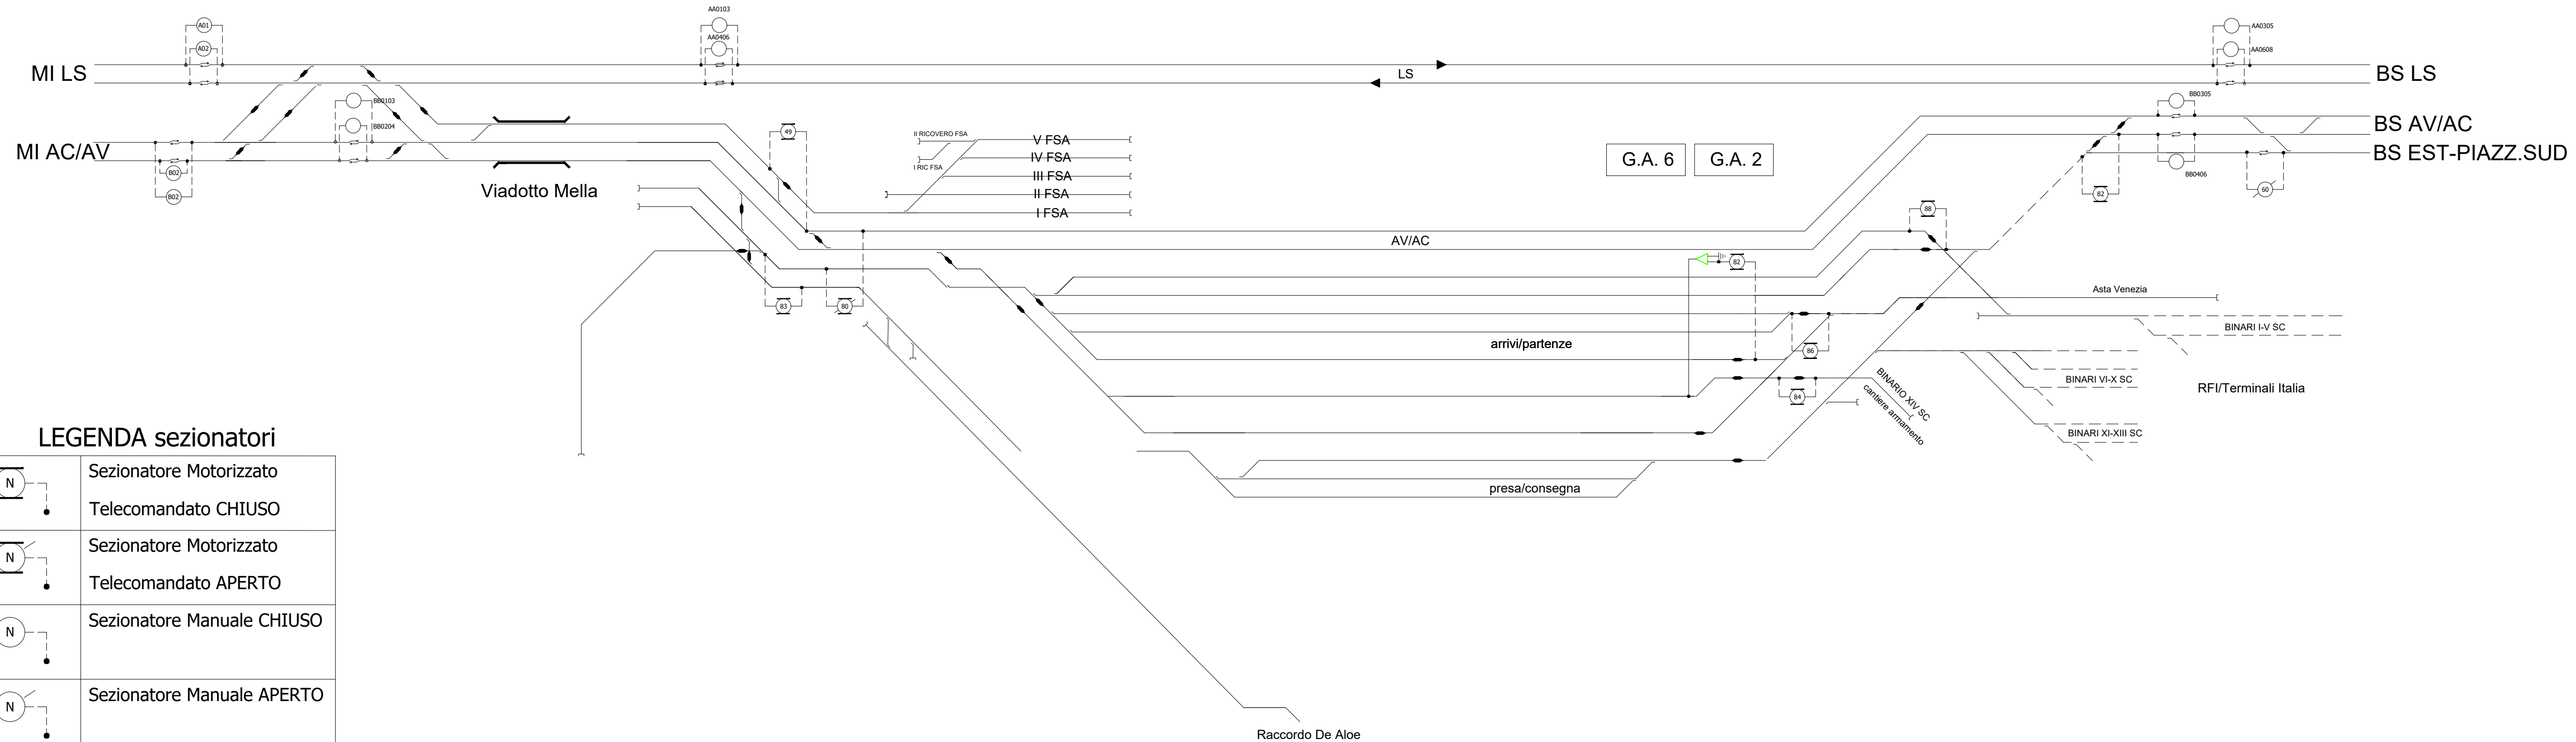 AA0103
A01
AA0305
AA0406
A02
AA0608
MI LS
LS
BS LS
BB0103
BB0305
BB0204
II RICOVERO FSA
V FSA
49
BS AV/AC
MI AC/AV
IV FSA
G.A. 6
G.A. 2
BS EST-PIAZZ.SUD
I RIC FSA
B02
III FSA
BB0406
Viadotto Mella
II FSA
82
60
B02
I FSA
88
AV/AC
82
Asta Venezia
83
80
BINARI I-V SC
arrivi/partenze
86
BINARI VI-X SC
RFI/Terminali Italia
84
BINARIO XIV SC
cantiere armamento
BINARI XI-XIII SC
presa/consegna
LEGENDA sezionatori
N
Sezionatore Motorizzato
Telecomandato CHIUSO
N
Sezionatore Motorizzato
Telecomandato APERTO
N
Sezionatore Manuale CHIUSO
N
Sezionatore Manuale APERTO
Raccordo De Aloe